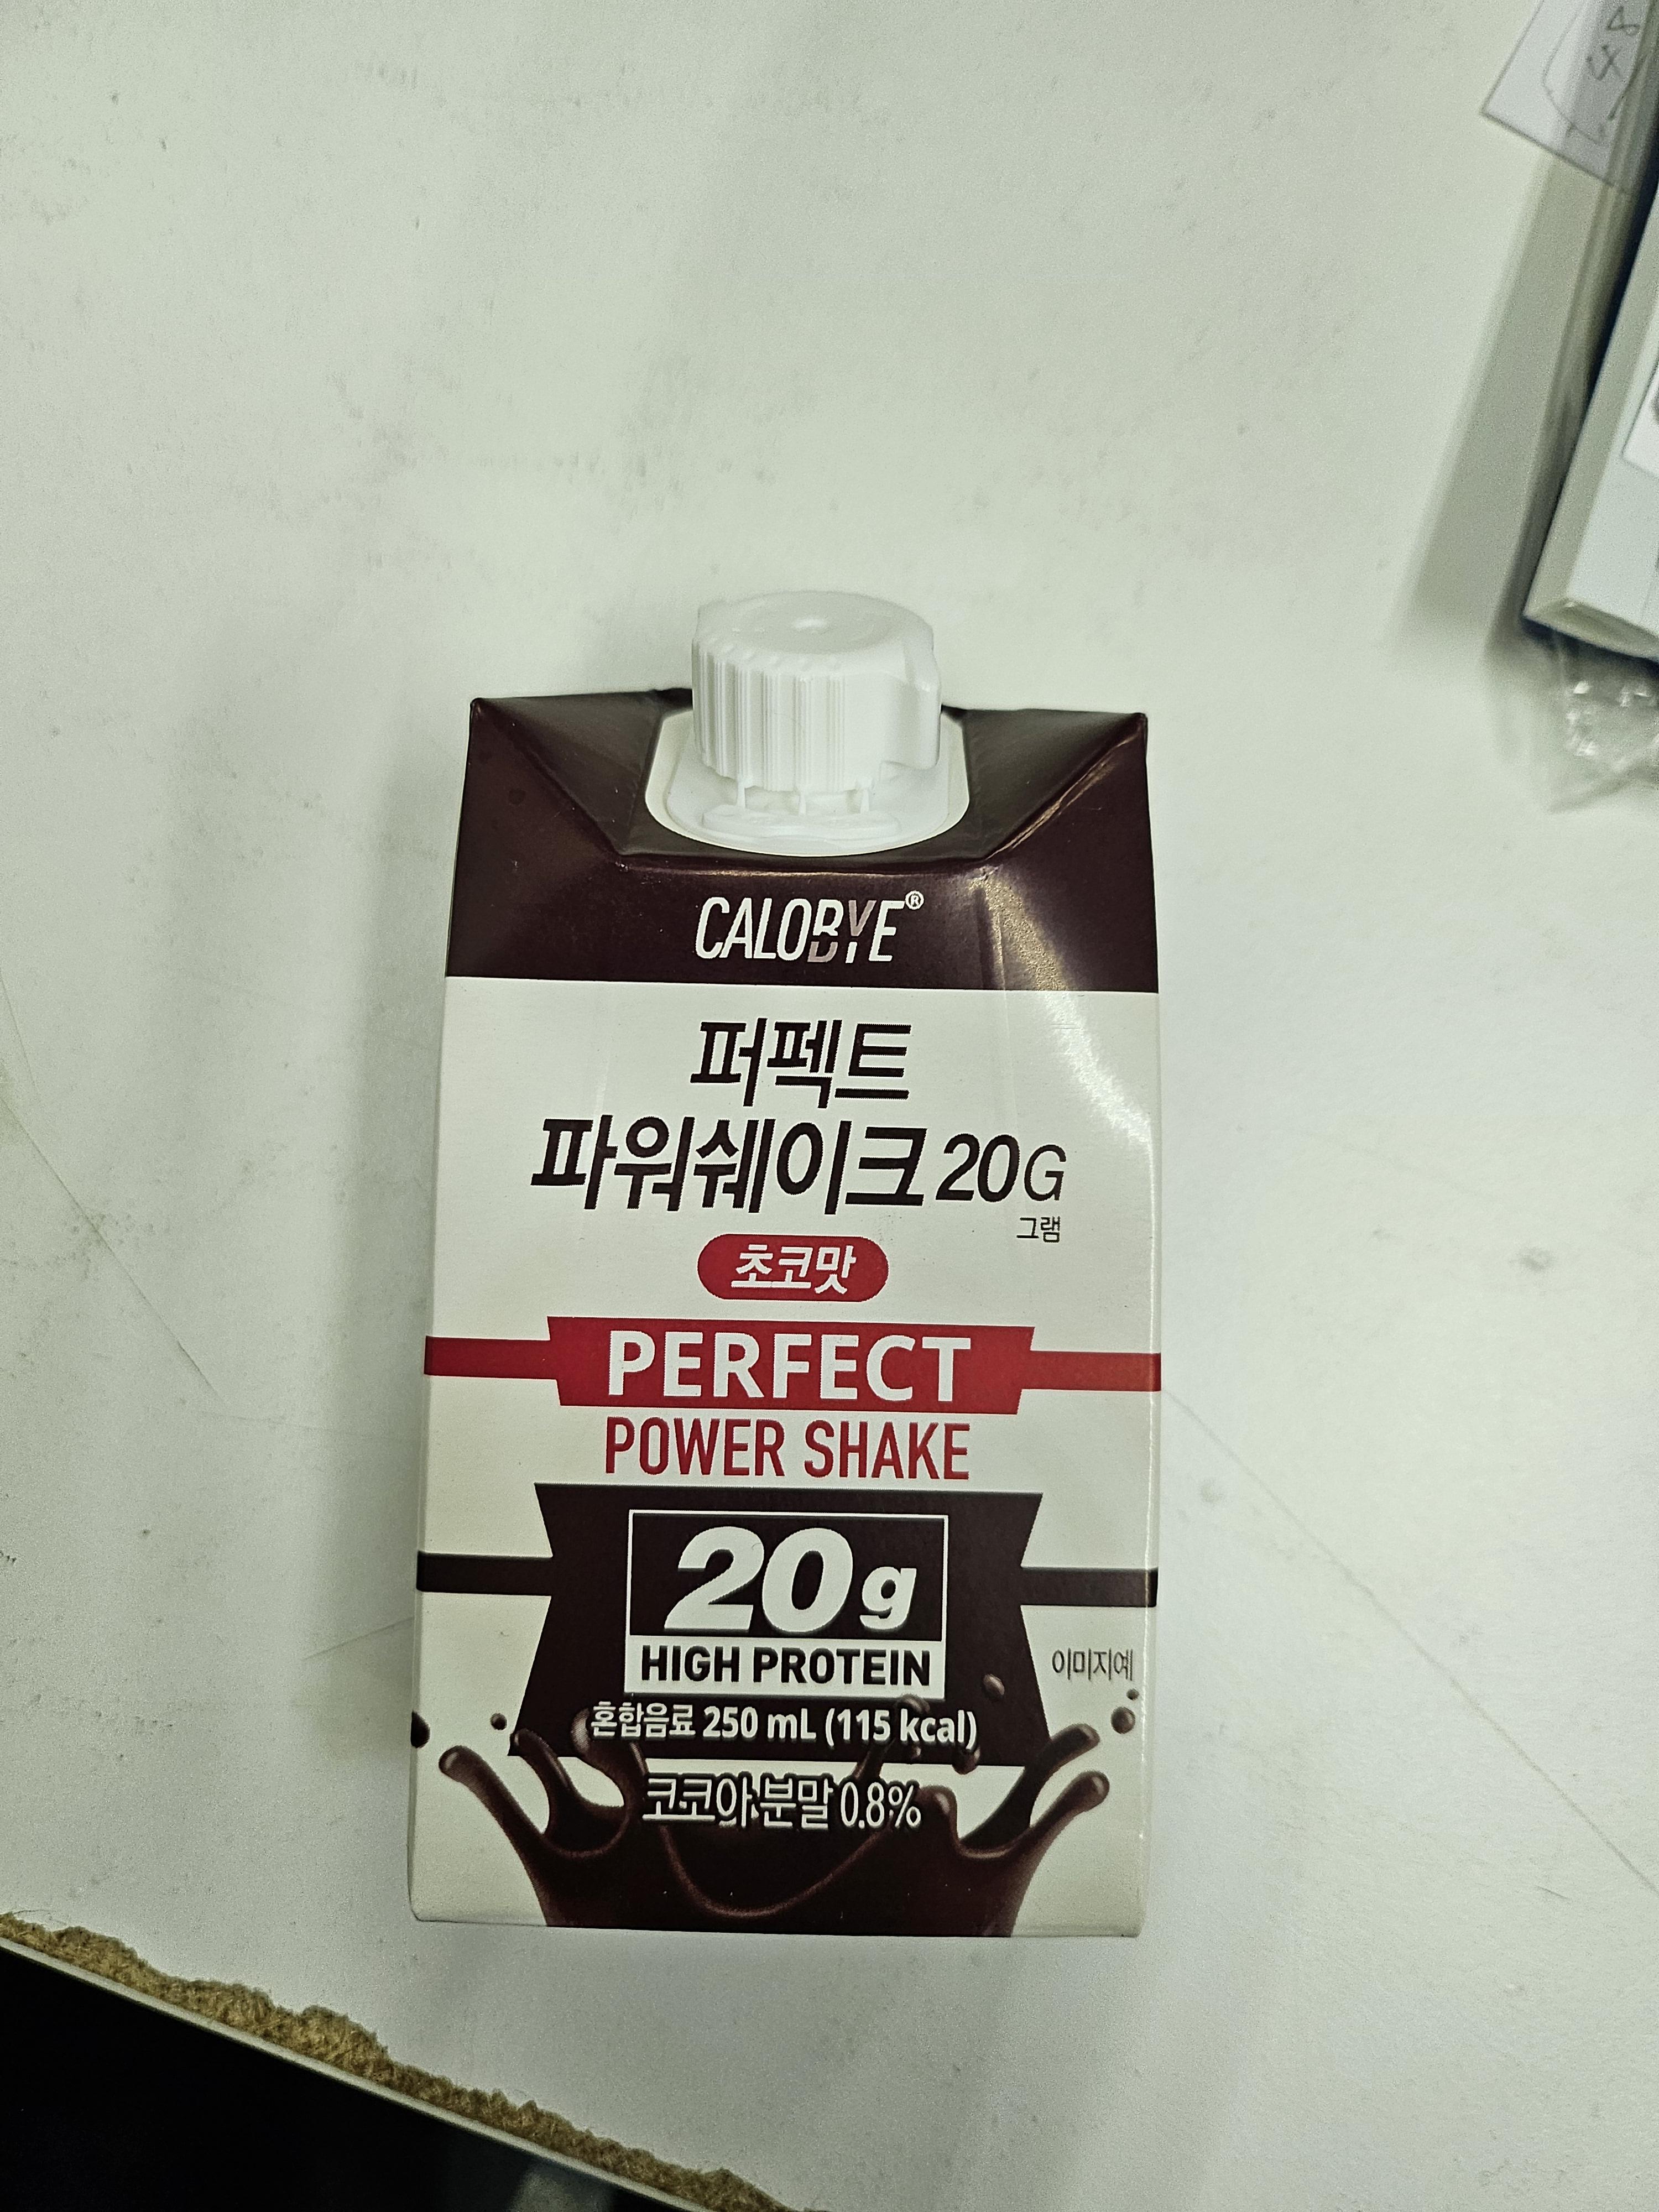 CALOBYE®
퍼펙트
파워쉐이크 20G
그램
초코맛
PERFECT
POWER SHAKE
20g
HIGH PROTEIN
이미지예
혼합음료 250 mL (115 kcal)
코코아분말 0.8%